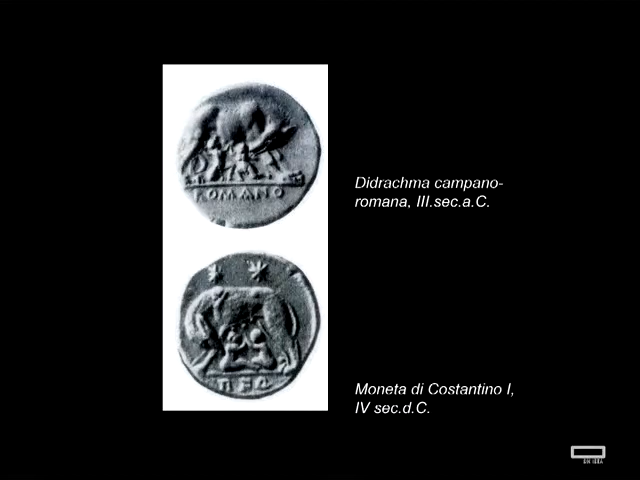 ROMANO
Didrachma campano-
romana, III.sec.a.C.
Moneta di Costantino I,
IV sec.d.C.